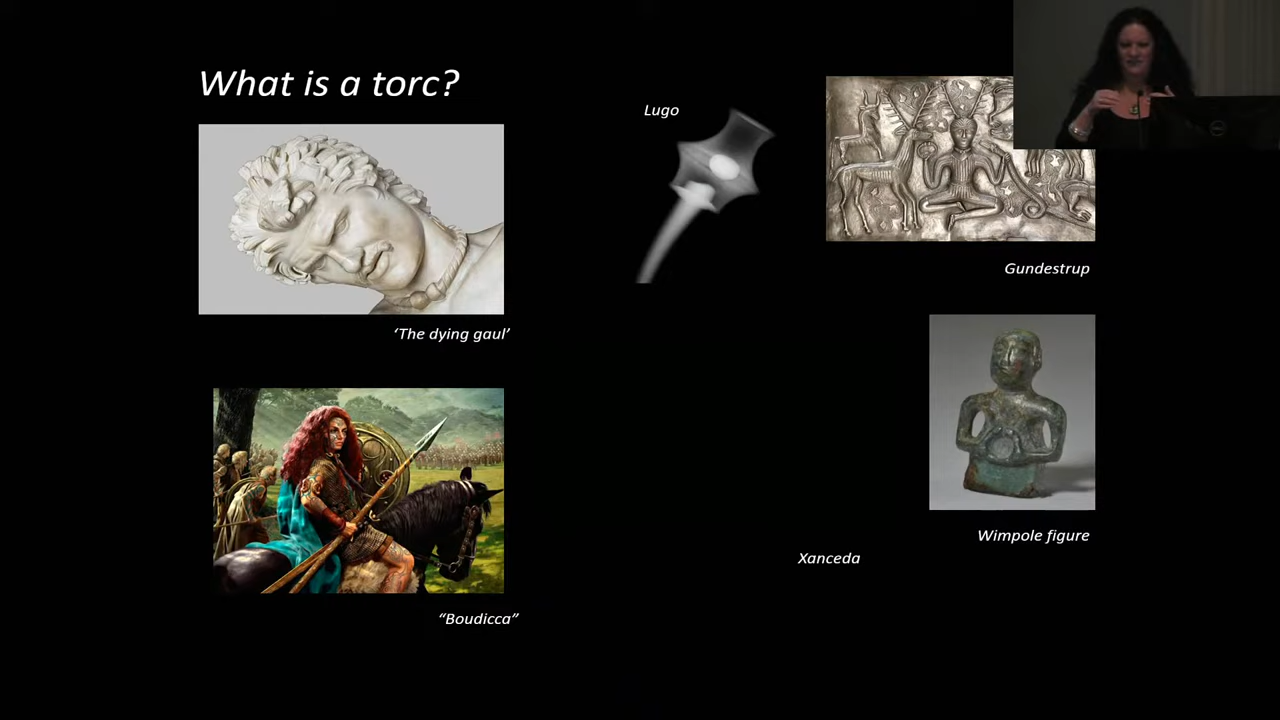 What is a torc?
Lugo
Gundestrup
‘The dying gaul’
Wimpole figure
Xanceda
“Boudicca”